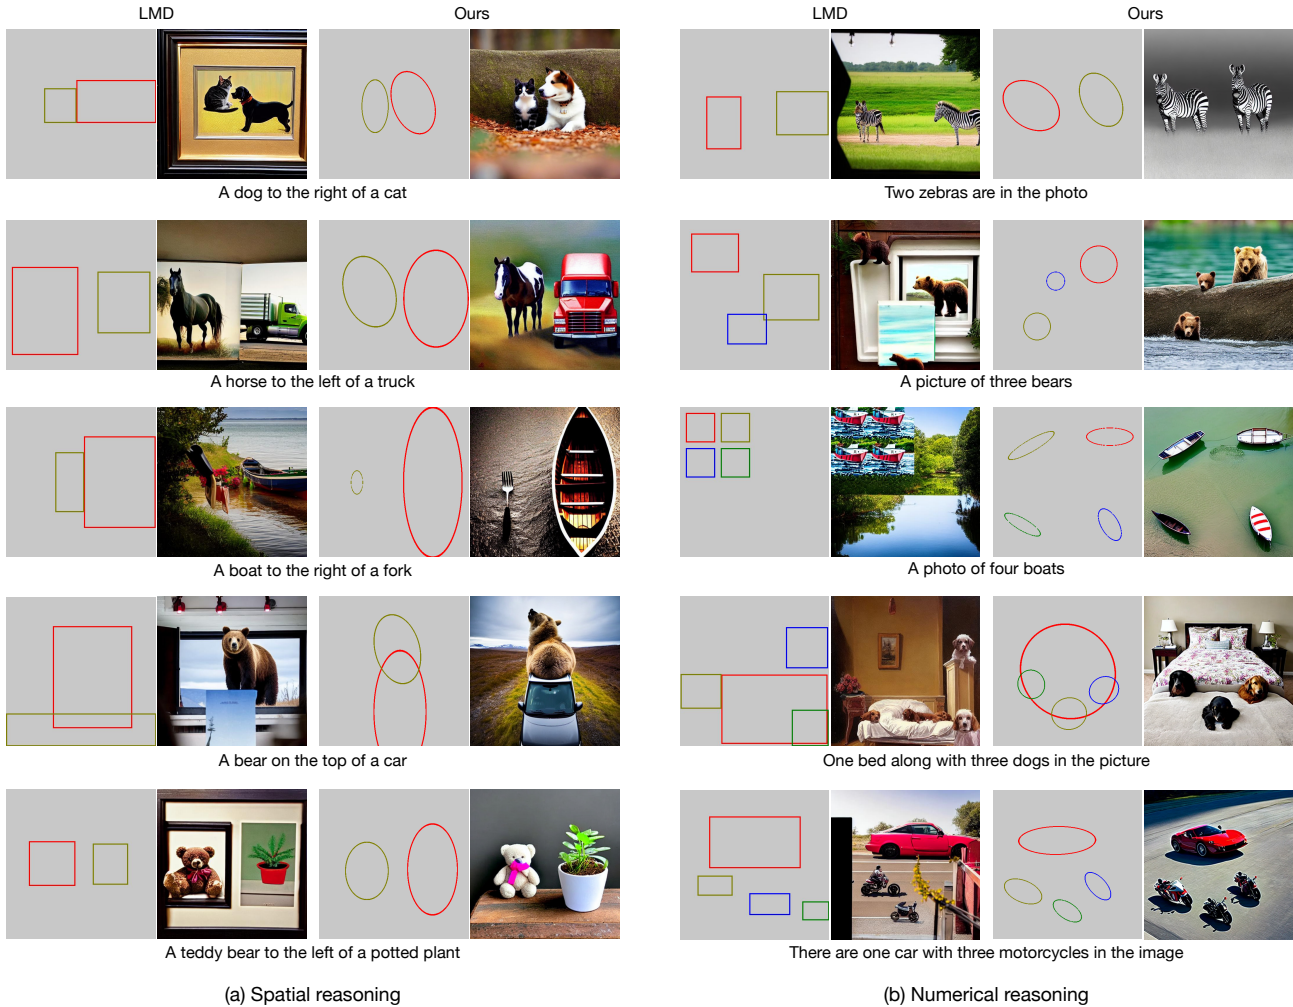 LMD Ours LMD Ours
A dog to the right of a cat
Two zebras are in the photo
A horse to the left of a truck
A picture of three bears
A boat to the right of a fork
A photo of four boats
A bear on the top of a car
One bed along with three dogs in the picture
A teddy bear to the left of a potted plant
There are one car with three motorcycles in the image
(a) Spatial reasoning
(b) Numerical reasoning